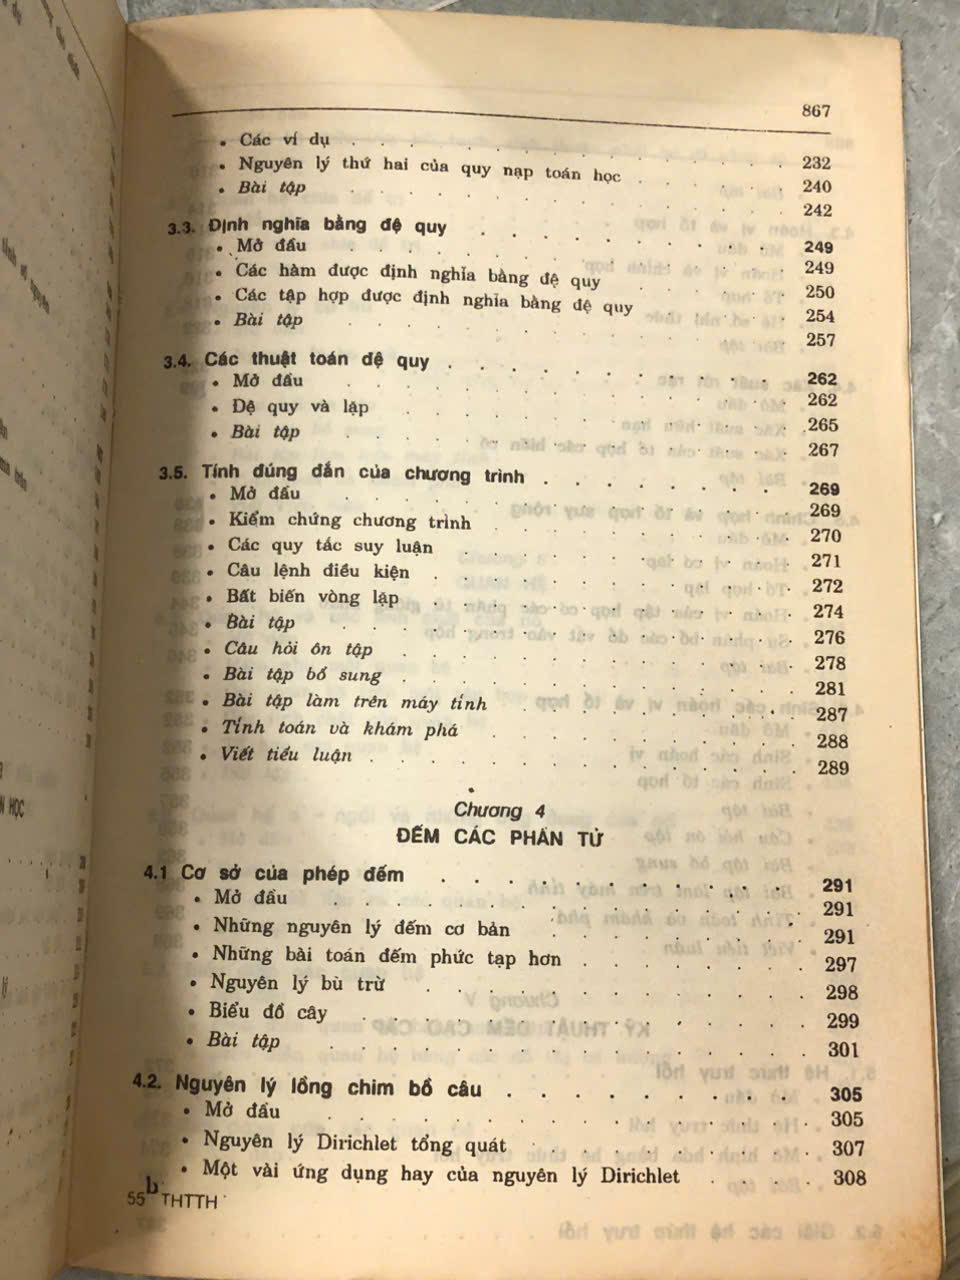 867
• Các ví dụ . . . . . . . . 232
• Nguyên lý thứ hai của quy nạp toán học . . . . 240
• Bài tập . . . . . . . . 242
3.3. Định nghĩa bằng đệ quy . . . . . . . . 249
• Mở đầu . . . . . . . . 249
• Các hàm được định nghĩa bằng đệ quy . . . . 250
• Các tập hợp được định nghĩa bằng đệ quy . . . . 254
• Bài tập . . . . . . . . 257
3.4. Các thuật toán đệ quy . . . . . . . . 262
• Mở đầu . . . . . . . . 262
• Đệ quy và lặp . . . . . . . . 265
• Bài tập . . . . . . . . 267
3.5. Tính đúng đắn của chương trình . . . . . . . . 269
• Mở đầu . . . . . . . . 269
• Kiểm chứng chương trình . . . . . . . . 270
• Các quy tắc suy luận . . . . . . . . 271
• Câu lệnh điều kiện . . . . . . . . 272
• Bất biến vòng lặp . . . . . . . . 274
• Bài tập . . . . . . . . 276
• Câu hỏi ôn tập . . . . . . . . 278
• Bài tập bổ sung . . . . . . . . 281
• Bài tập làm trên máy tính . . . . . . . . 287
• Tính toán và khám phá . . . . . . . . 288
• Viết tiểu luận . . . . . . . . 289
Chương 4
ĐẾM CÁC PHẦN TỬ
4.1 Cơ sở của phép đếm . . . . . . . . 291
• Mở đầu . . . . . . . . 291
• Những nguyên lý đếm cơ bản . . . . . . . . 291
• Những bài toán đếm phức tạp hơn . . . . . . . . 297
• Nguyên lý bù trừ . . . . . . . . 298
• Biểu đồ cây . . . . . . . . 299
• Bài tập . . . . . . . . 301
4.2. Nguyên lý lồng chim bồ câu . . . . . . . . 305
• Mở đầu . . . . . . . . 305
• Nguyên lý Dirichlet tổng quát . . . . . . . . 307
• Một vài ứng dụng hay của nguyên lý Dirichlet . . . . 308
55b THTTH